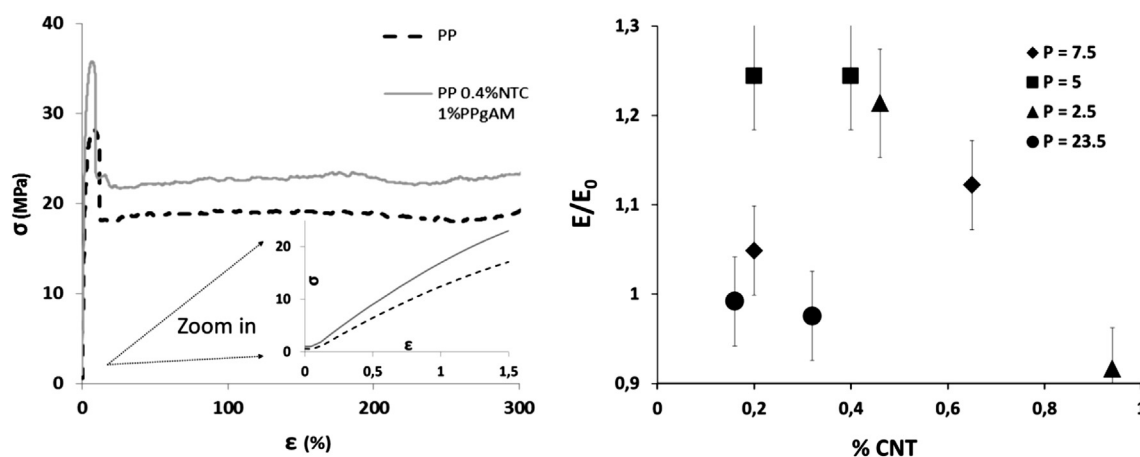 40
30
20
10
0
σ (MPa)
PP
PP 0.4%NTC
1%PPgAM
20
10
0
σ
ε
0
0,5
1
1,5
Zoom in
0
100
200
300
ε (%)
1,3
1,2
1,1
1
0,9
E/E₀
P = 7.5
P = 5
P = 2.5
P = 23.5
0
0,2
0,4
0,6
0,8
1
% CNT